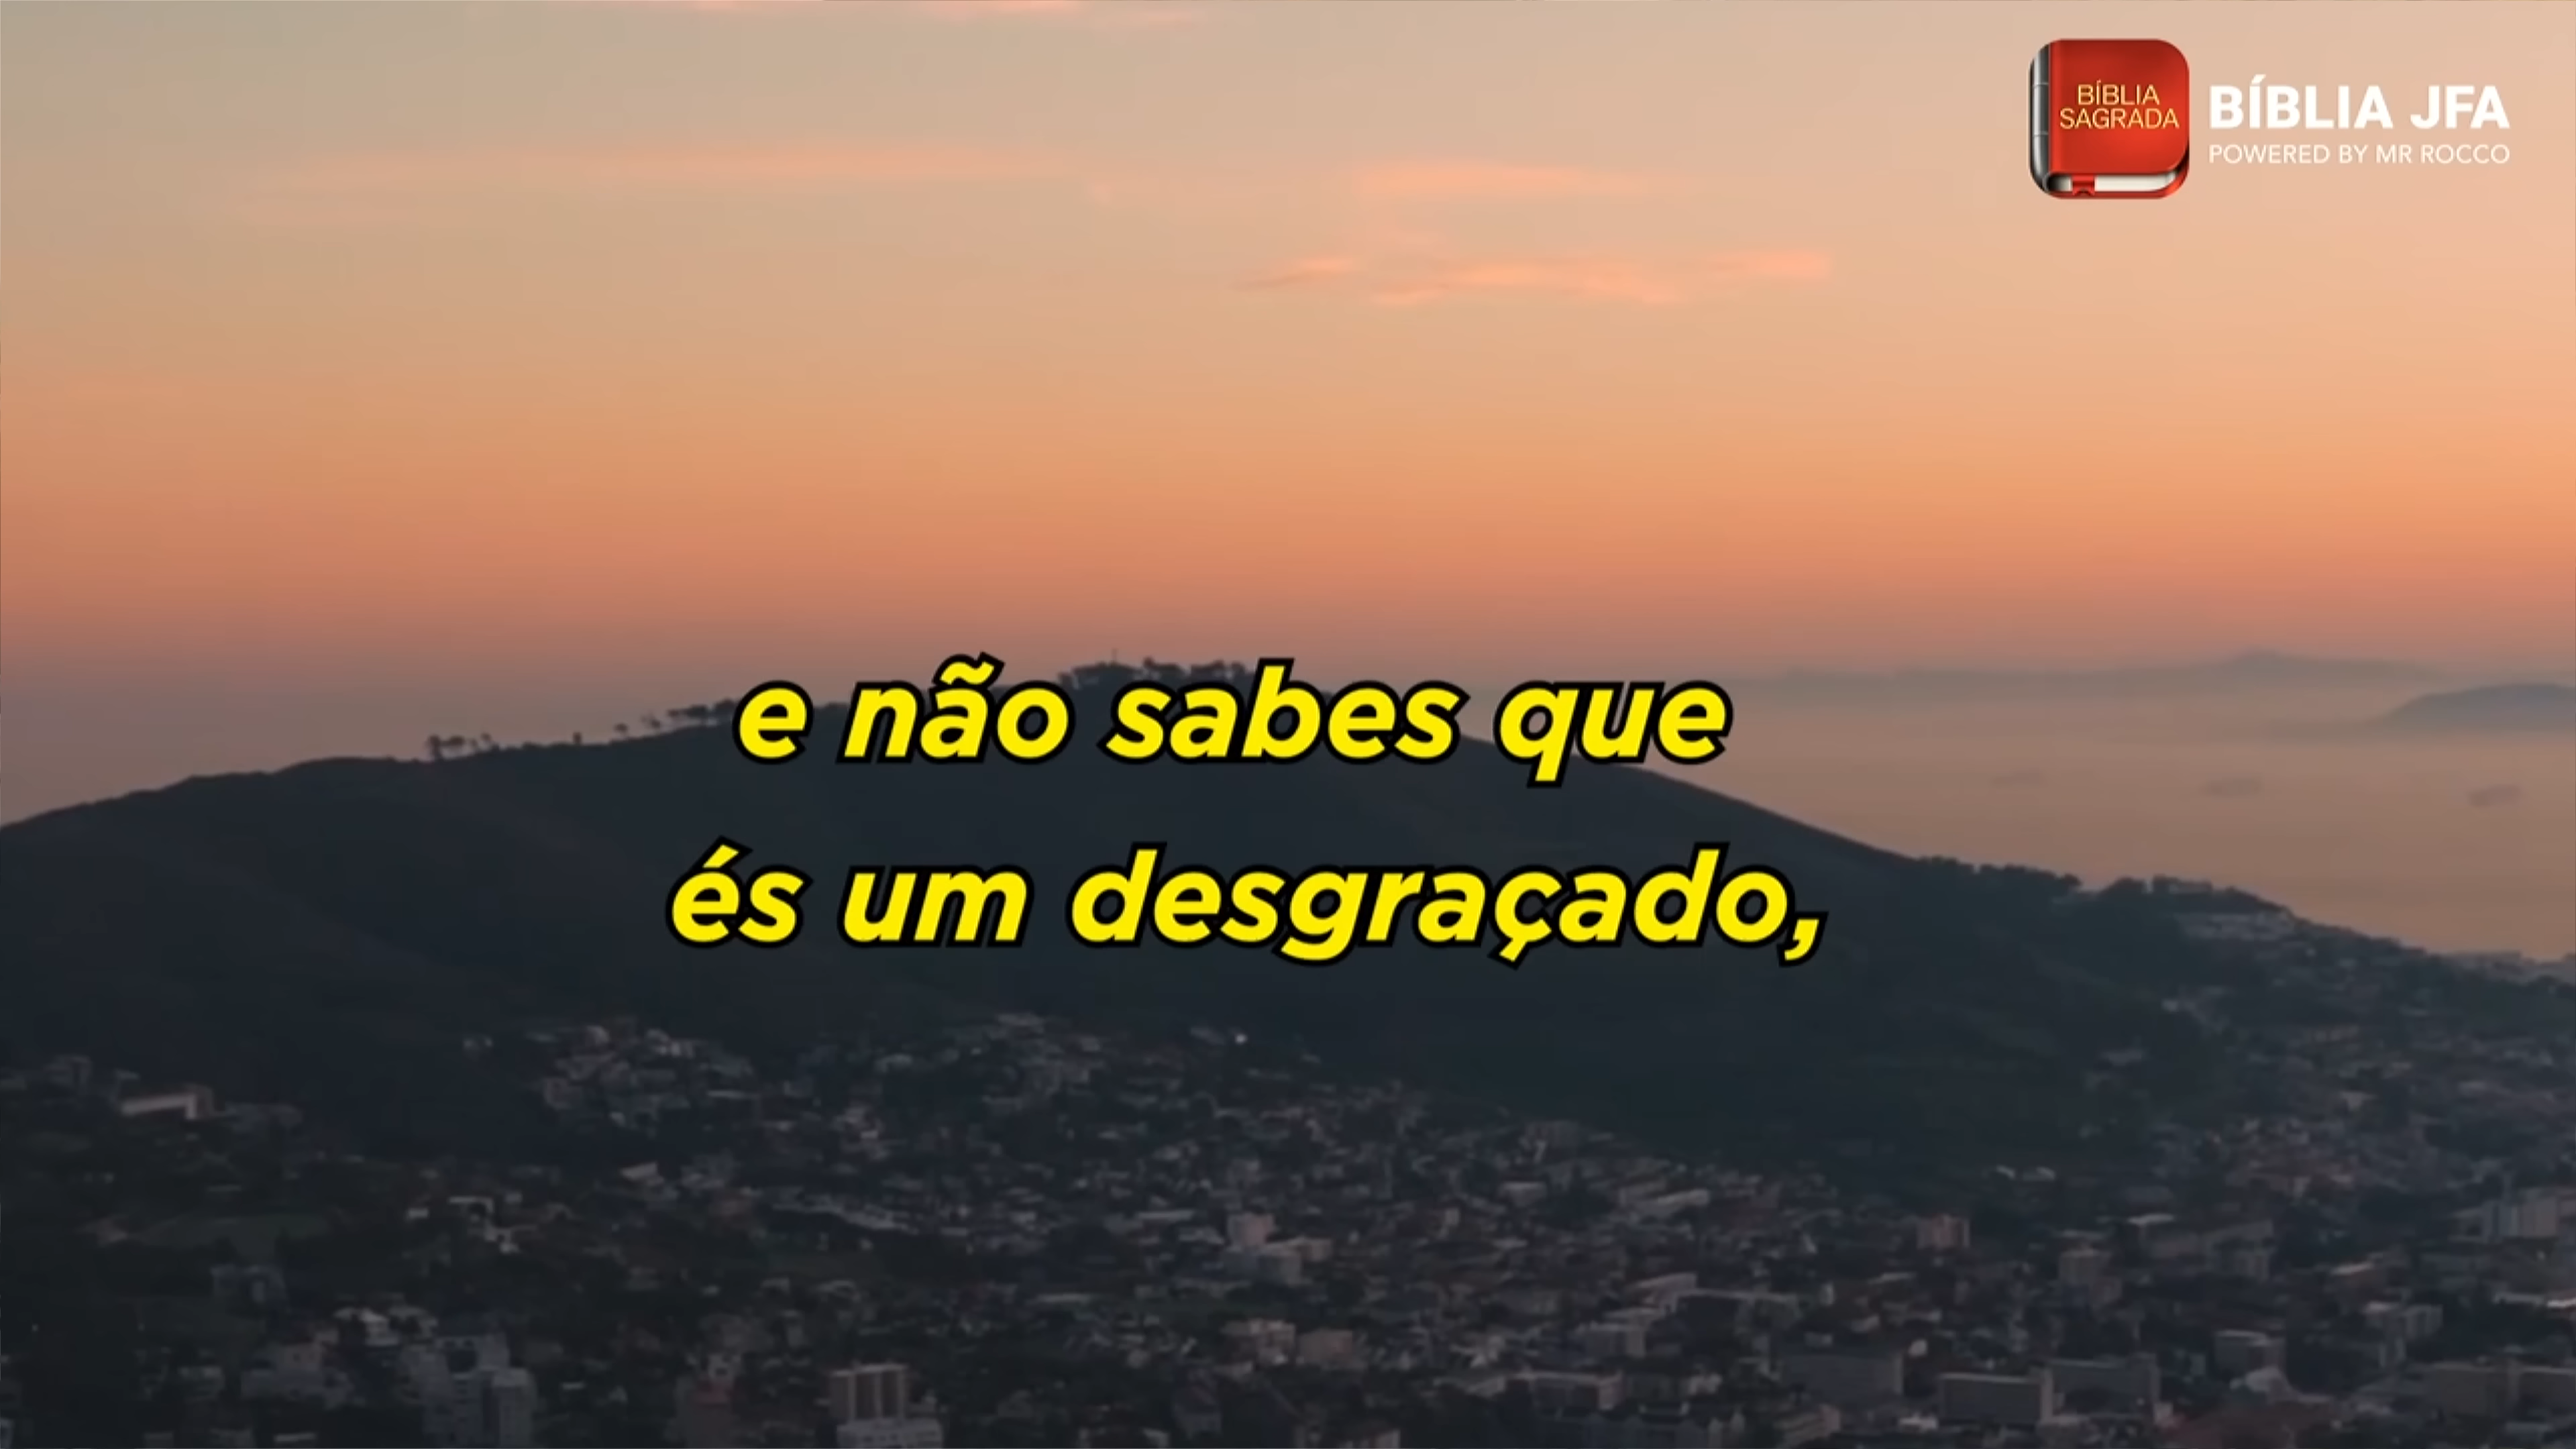 BÍBLIA
SAGRADA
BÍBLIA JFA
POWERED BY MR ROCCO
e não sabes que
és um desgraçado,